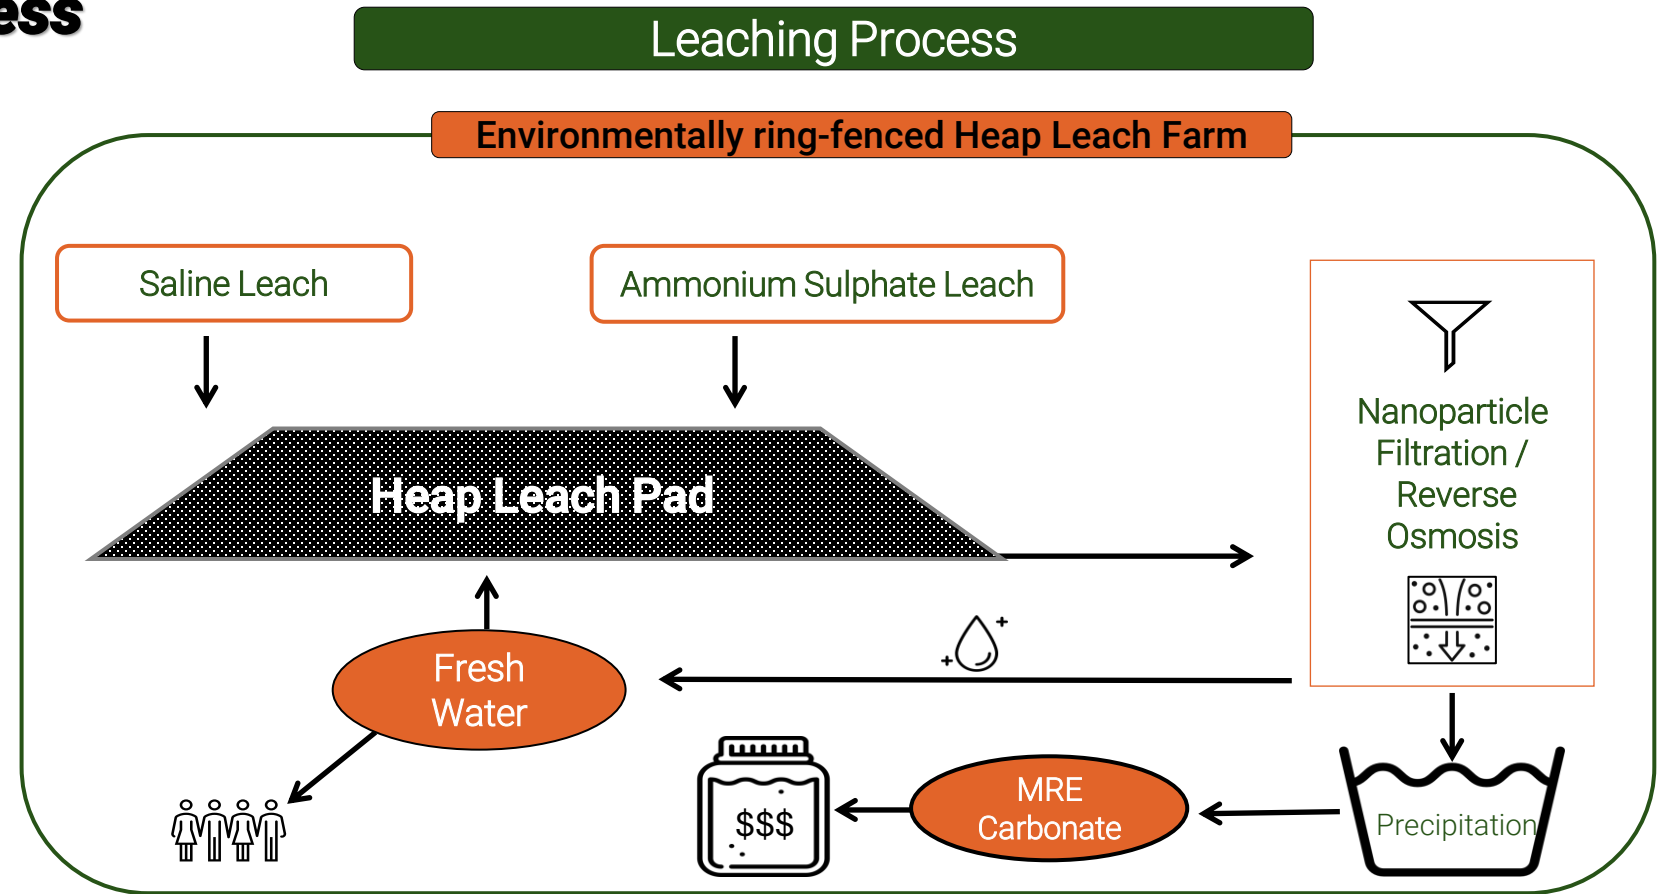 ess
Leaching Process
Environmentally ring-fenced Heap Leach Farm
Saline Leach
Ammonium Sulphate Leach
Heap Leach Pad
Nanoparticle
Filtration /
Reverse
Osmosis
Fresh
Water
$$$
MRE
Carbonate
Precipitation